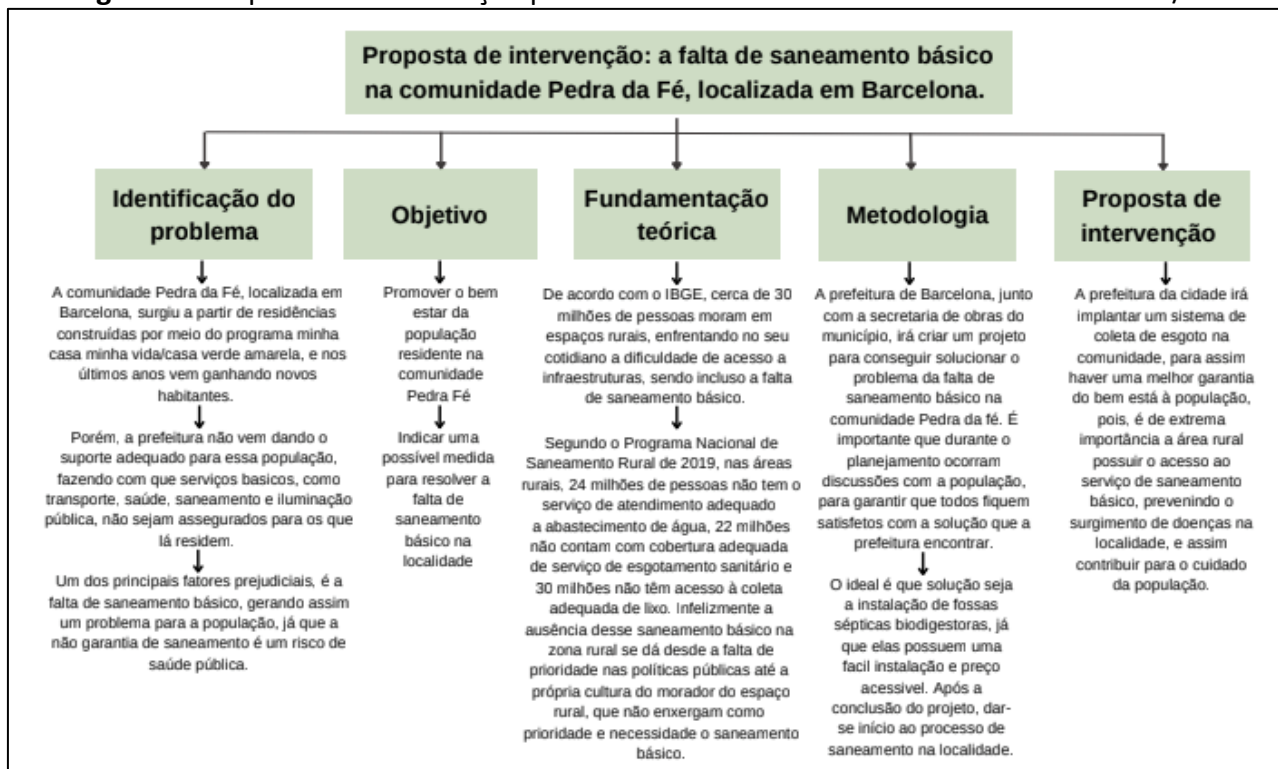 Proposta de intervenção: a falta de saneamento básico
na comunidade Pedra da Fé, localizada em Barcelona.
Identificação do
problema
A comunidade Pedra da Fé, localizada em
Barcelona, surgiu a partir de residências
construídas por meio do programa minha
casa minha vida/casa verde amarela, e nos
últimos anos vem ganhando novos
habitantes.
Porém, a prefeitura não vem dando o
suporte adequado para essa população,
fazendo com que serviços basicos, como
transporte, saúde, saneamento e iluminação
pública, não sejam assegurados para os que
lá residem.
Um dos principais fatores prejudiciais, é a
falta de saneamento básico, gerando assim
um problema para a população, já que a
não garantia de saneamento é um risco de
saúde pública.
Objetivo
Promover o bem
estar da
população
residente na
comunidade
Pedra Fé
Indicar uma
possível medida
para resolver a
falta de
saneamento
básico na
localidade
Fundamentação
teórica
De acordo com o IBGE, cerca de 30
milhões de pessoas moram em
espaços rurais, enfrentando no seu
cotidiano a dificuldade de acesso a
infraestruturas, sendo incluso a falta
de saneamento básico.
Segundo o Programa Nacional de
Saneamento Rural de 2019, nas áreas
rurais, 24 milhões de pessoas não tem o
serviço de atendimento adequado
a abastecimento de água, 22 milhões
não contam com cobertura adequada
de serviço de esgotamento sanitário e
30 milhões não têm acesso à coleta
adequada de lixo. Infelizmente a
ausência desse saneamento básico na
zona rural se dá desde a falta de
prioridade nas políticas públicas até a
própria cultura do morador do espaço
rural, que não enxergam como
prioridade e necessidade o saneamento
básico.
Metodologia
A prefeitura de Barcelona, junto
com a secretaria de obras do
município, irá criar um projeto
para conseguir solucionar o
problema da falta de
saneamento básico na
comunidade Pedra da fé. É
importante que durante o
planejamento ocorram
discussões com a população,
para garantir que todos fiquem
satisfetos com a solução que a
prefeitura encontrar.
O ideal é que solução seja
a instalação de fossas
sépticas biodigestoras, já
que elas possuem uma
facil instalação e preço
acessivel. Após a
conclusão do projeto, dar-
se início ao processo de
saneamento na localidade.
Proposta de
intervenção
A prefeitura da cidade irá
implantar um sistema de
coleta de esgoto na
comunidade, para assim
haver uma melhor garantia
do bem está à população,
pois, é de extrema
importância a área rural
possuir o acesso ao
serviço de saneamento
básico, prevenindo o
surgimento de doenças na
localidade, e assim
contribuir para o cuidado
da população.